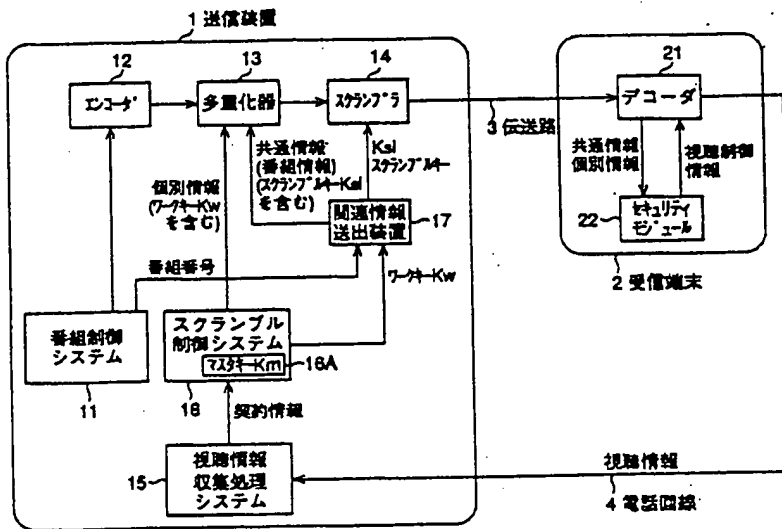 1 送信装置
12
エンコーダ
13
多重化器
14
スクランブラ
21
デコーダ
3 伝送路
共通情報
(番組情報)
(スクランブルキーKsl
を含む)
Ksl
スクランブルキー
個別情報
(ワークキーKw
を含む)
関連情報
送出装置
17
共通情報
個別情報
視聴制御
情報
22
セキュリティ
モジュール
2 受信端末
番組番号
ワークキーKw
番組制御
システム
11
スクランブル
制御システム
マスタキーKm
16A
16
契約情報
15
視聴情報
収集処理
システム
視聴情報
4 電話回線